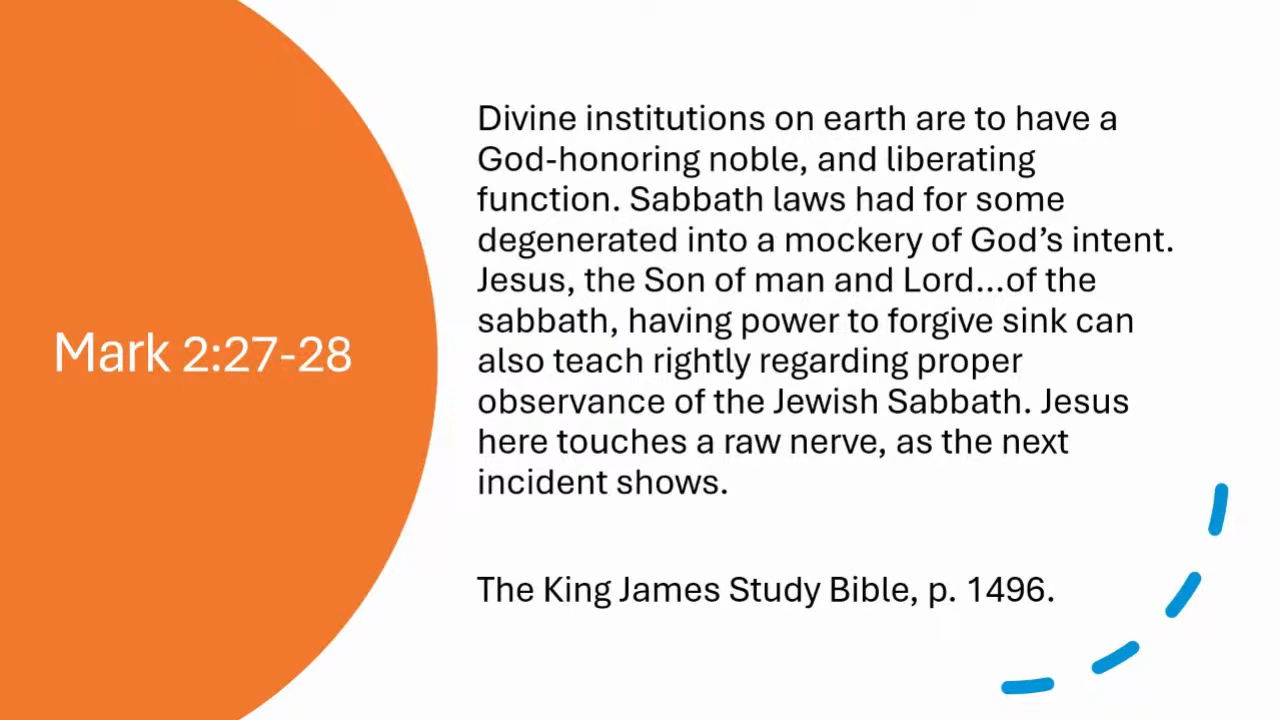 Mark 2:27-28
Divine institutions on earth are to have a
God-honoring noble, and liberating
function. Sabbath laws had for some
degenerated into a mockery of God’s intent.
Jesus, the Son of man and Lord...of the
sabbath, having power to forgive sink can
also teach rightly regarding proper
observance of the Jewish Sabbath. Jesus
here touches a raw nerve, as the next
incident shows.
The King James Study Bible, p. 1496.